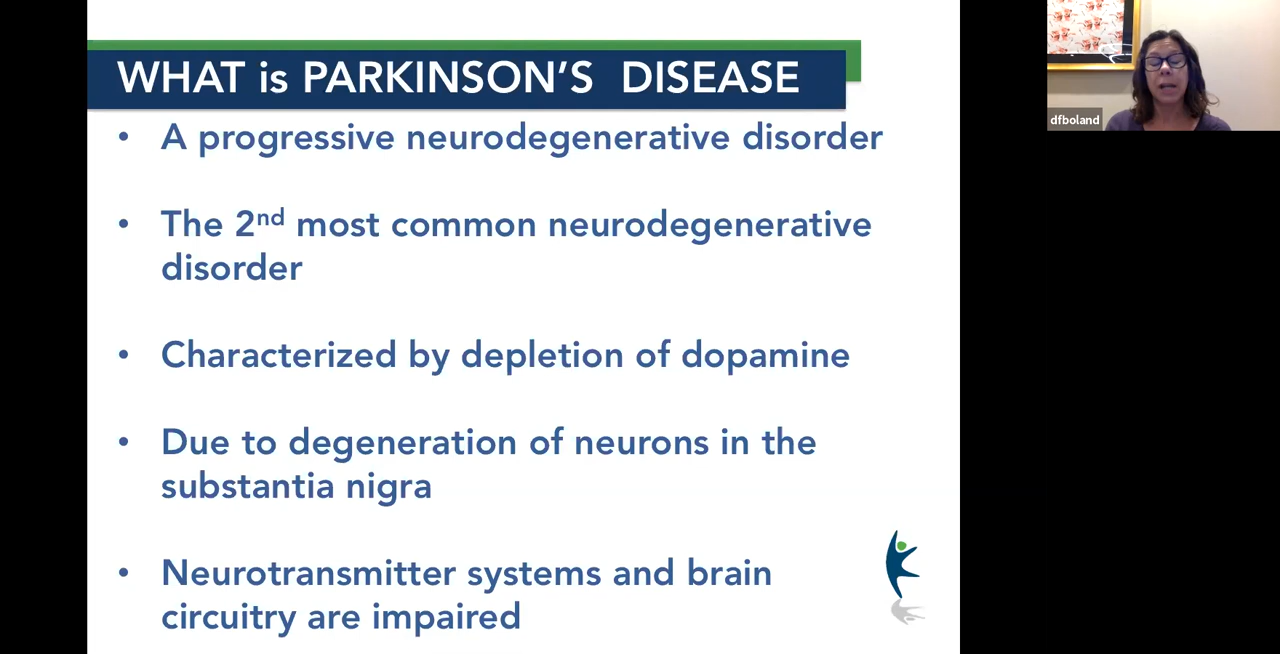 WHAT is PARKINSON'S DISEASE
• A progressive neurodegenerative disorder
• The 2nd most common neurodegenerative
disorder
• Characterized by depletion of dopamine
• Due to degeneration of neurons in the
substantia nigra
• Neurotransmitter systems and brain
circuitry are impaired
dfboland